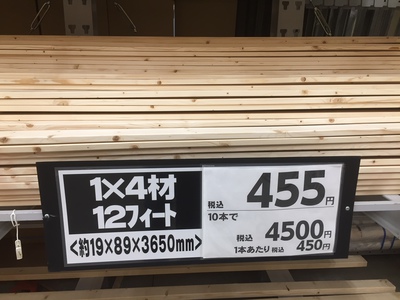 1×4材
12フィート
<約19×89×3650mm>
税込 455円
10本で
税込 4500円
1本あたり 税込 450円